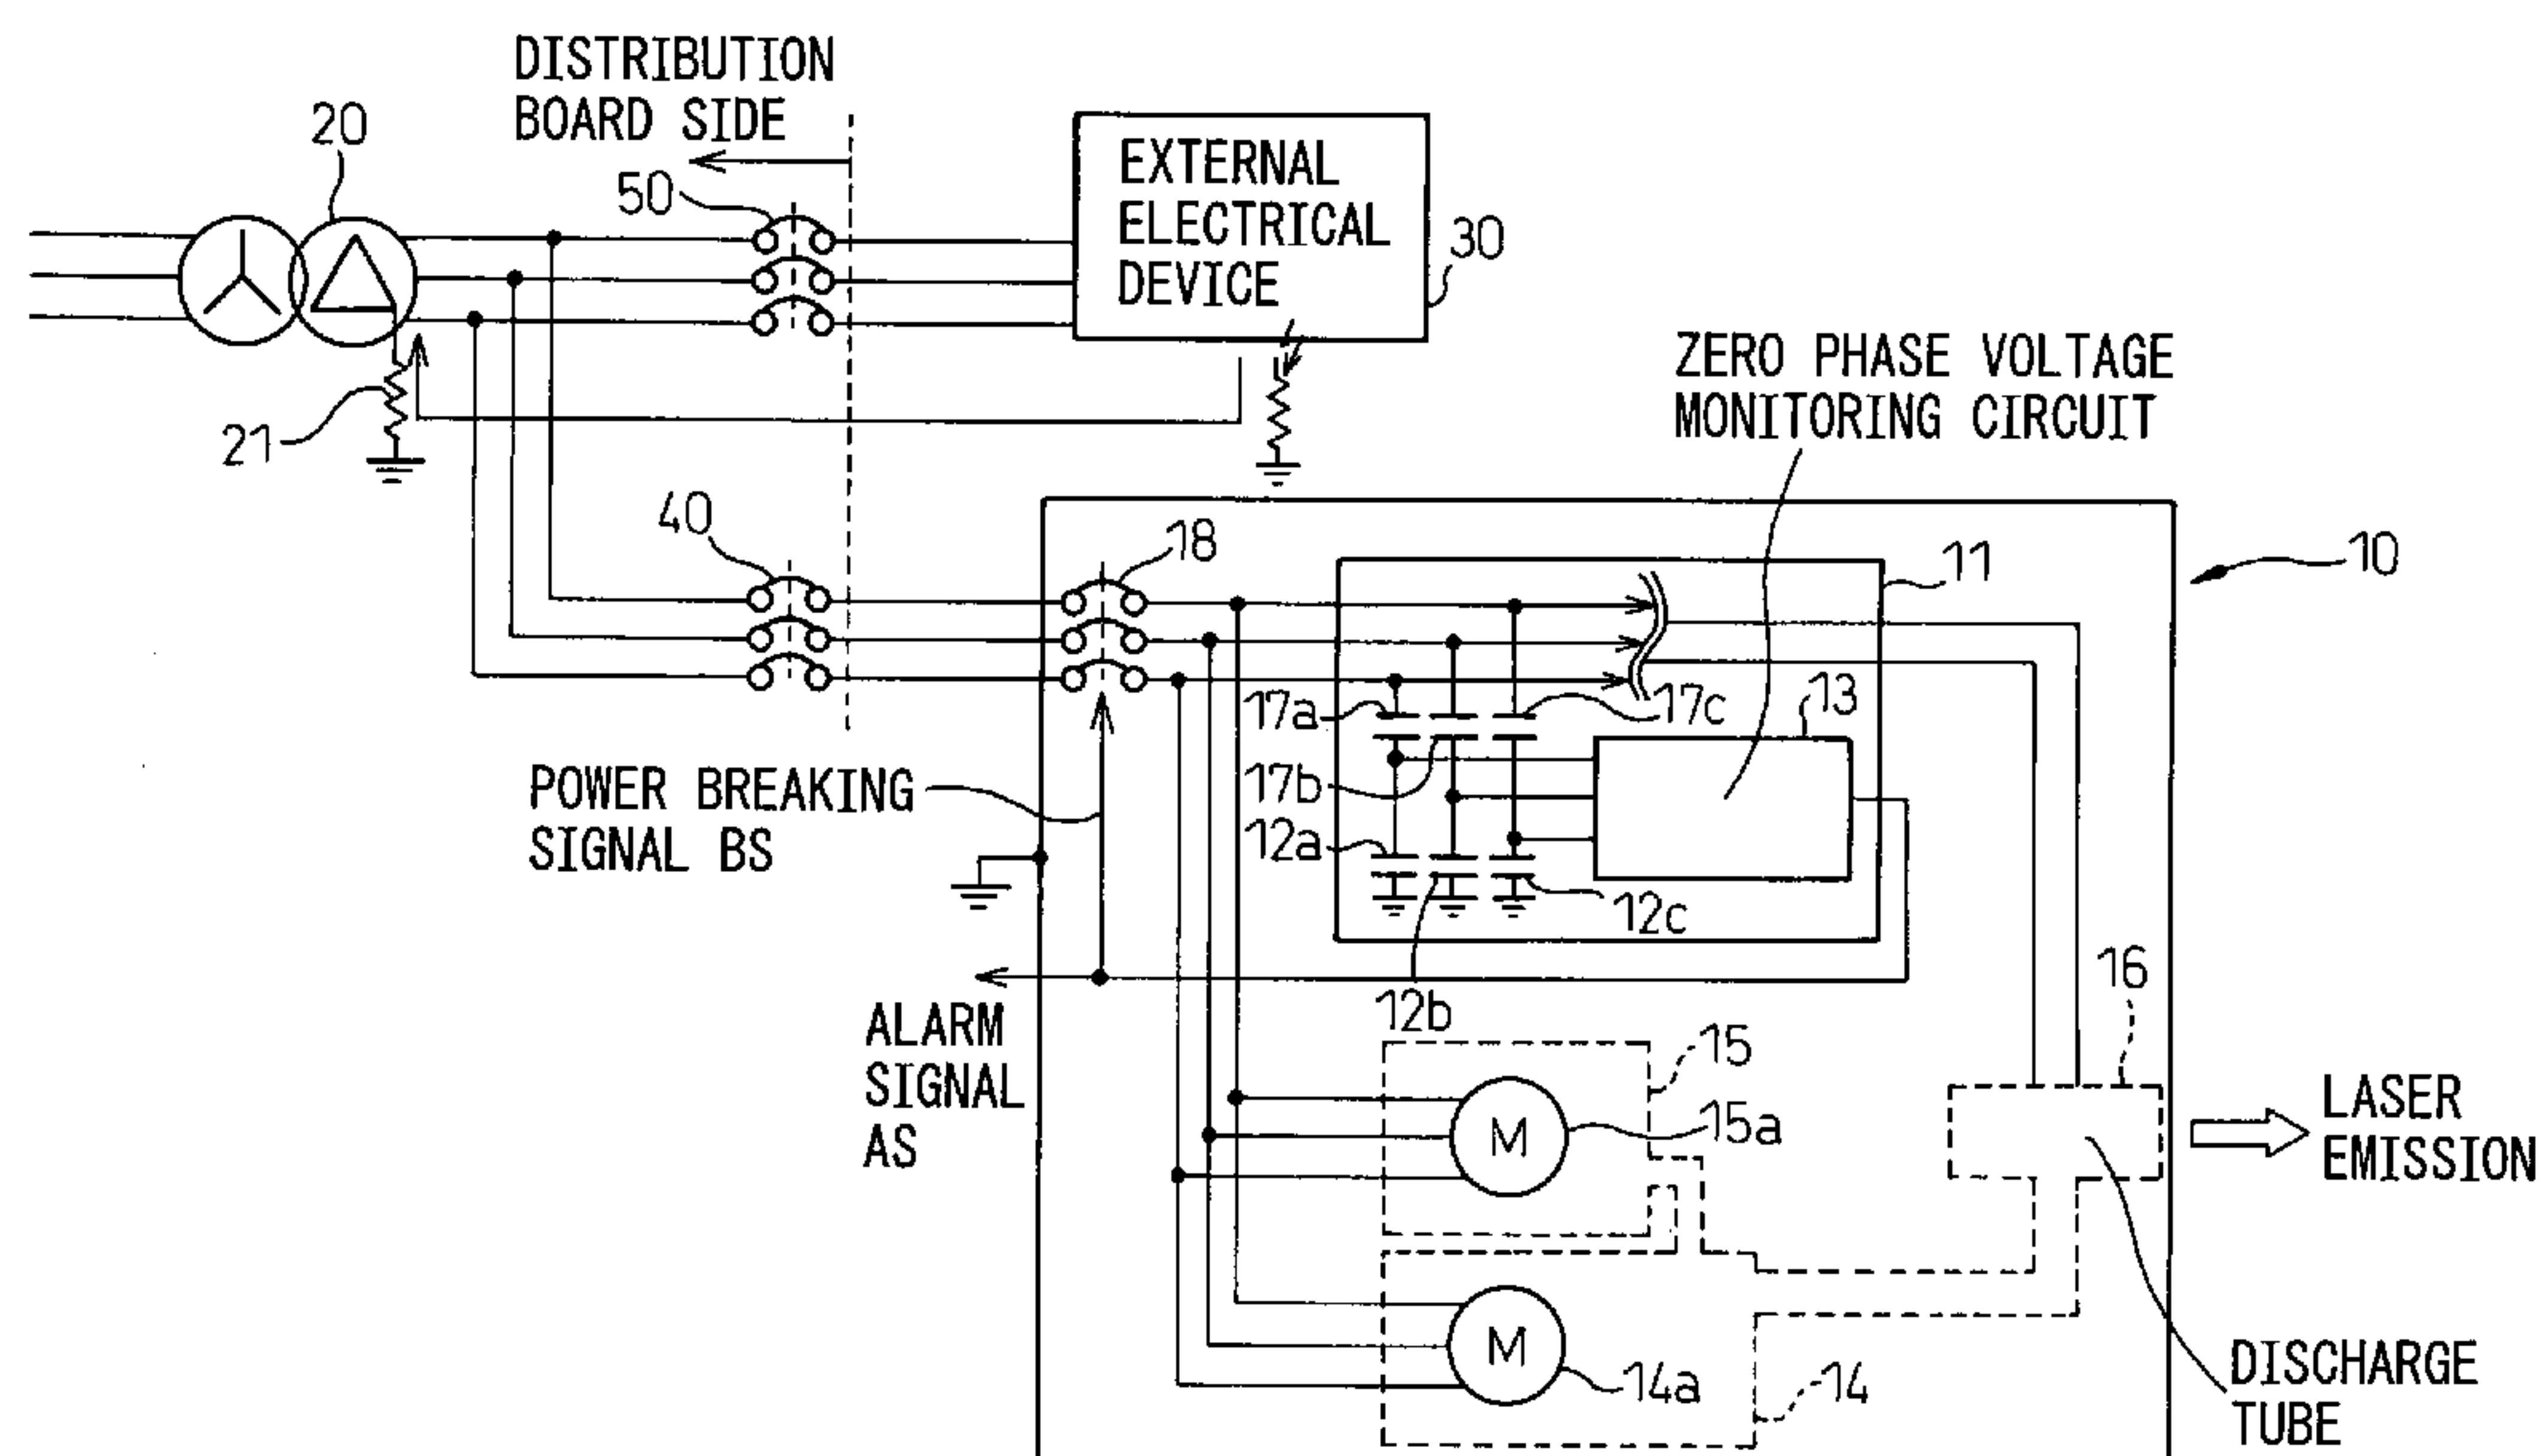 DISTRIBUTION
BOARD SIDE
20
50
EXTERNAL
ELECTRICAL
DEVICE
30
21
ZERO PHASE VOLTAGE
MONITORING CIRCUIT
40
18
11
10
17a
17c
13
17b
POWER BREAKING
SIGNAL BS
12a
12c
12b
16
ALARM
SIGNAL
AS
15
M
15a
LASER
EMISSION
M
14a
14
DISCHARGE
TUBE